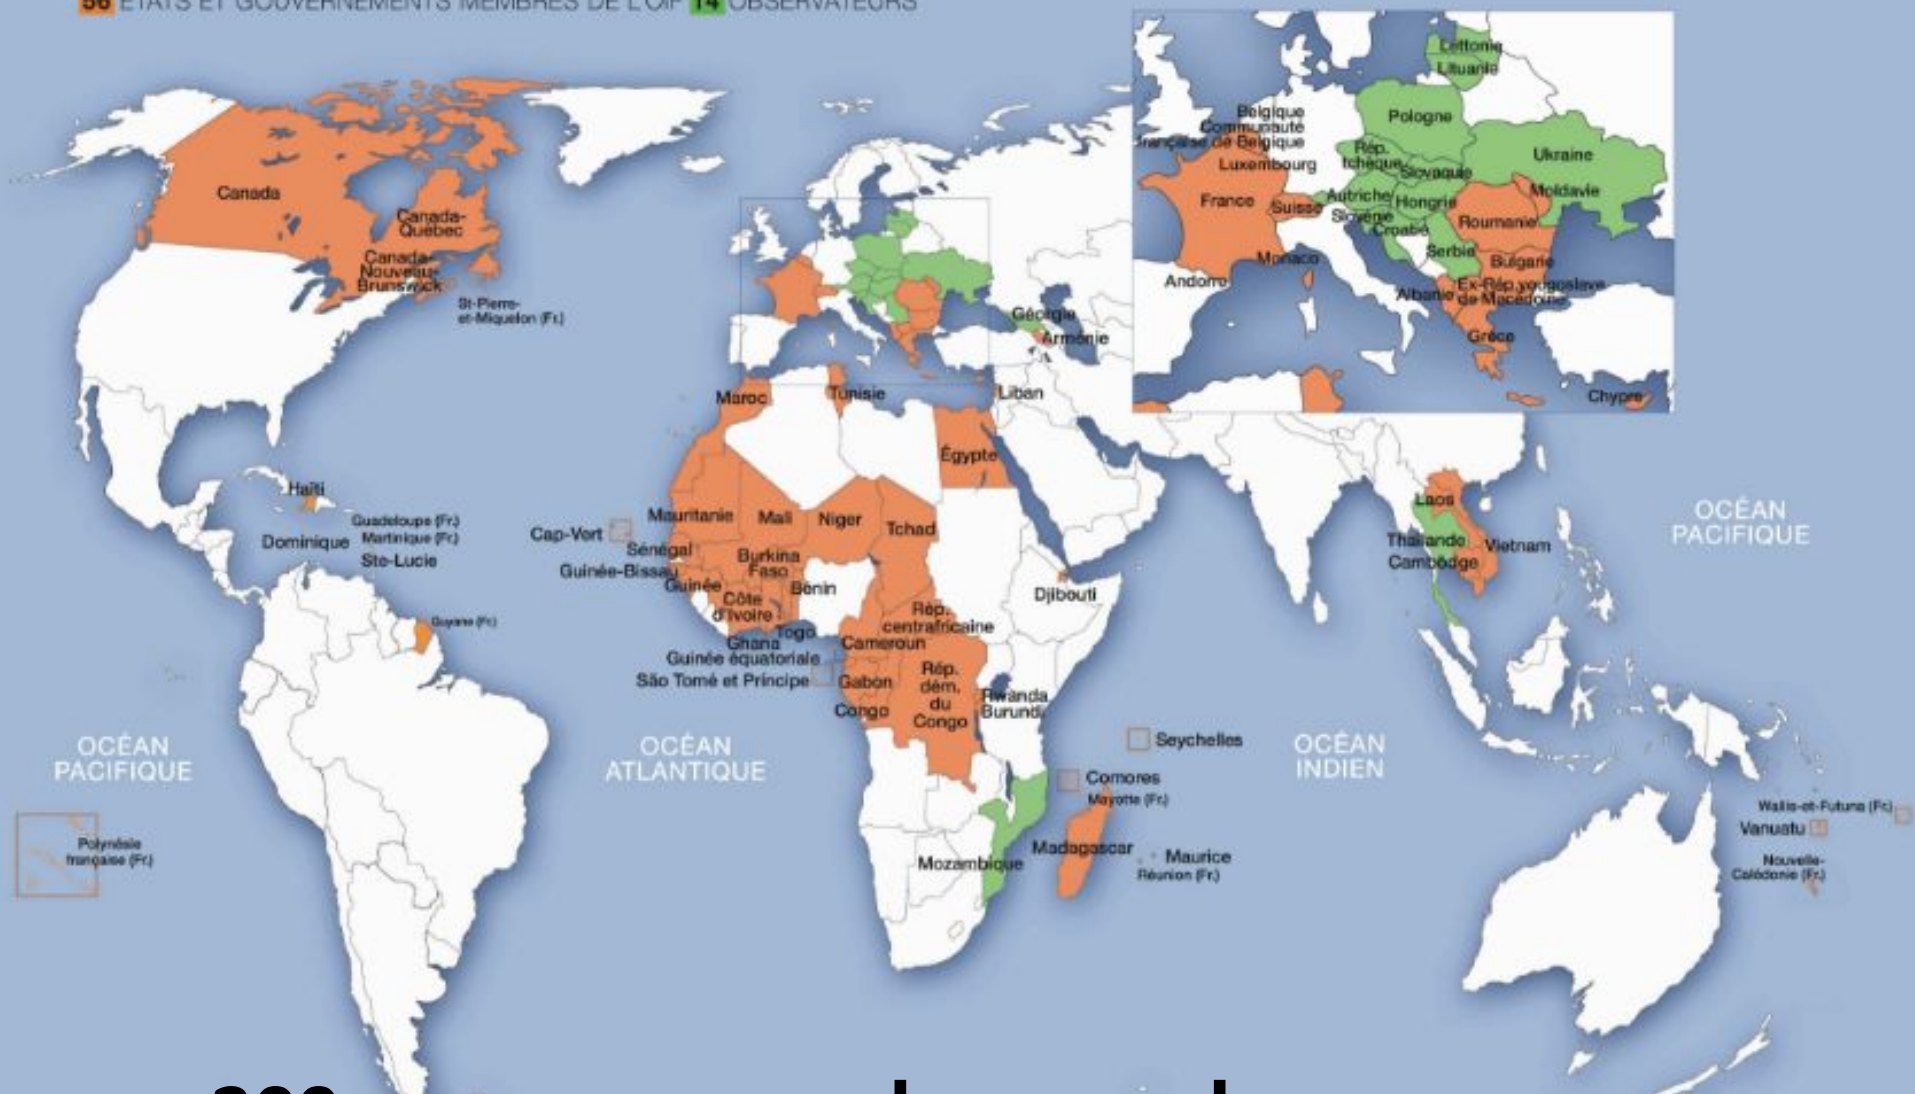 56 ÉTATS ET GOUVERNEMENTS MEMBRES DE L'OIF 14 OBSERVATEURS
Canada
Canada-
Québec
Canada-
Nouveau-
Brunswick
St-Pierre-
et-Miquelon (Fr.)
Haïti
Guadeloupe (Fr.)
Martinique (Fr.)
Dominique
Ste-Lucie
Guyane (Fr.)
OCÉAN
PACIFIQUE
Polynésie
française (Fr.)
OCÉAN
ATLANTIQUE
Géorgie
Arménie
Maroc
Tunisie
Liban
Égypte
Mauritanie
Mali
Niger
Tchad
Cap-Vert
Sénégal
Guinée-Bissau
Guinée
Burkina
Faso
Bénin
Côte
d'Ivoire
Togo
Ghana
Guinée équatoriale
São Tomé et Príncipe
Djibouti
Rép.
centrafricaine
Cameroun
Gabon
Congo
Rép.
dém.
du
Congo
Rwanda
Burundi
Seychelles
Comores
Mayotte (Fr.)
Madagascar
Mozambique
Maurice
Réunion (Fr.)
OCÉAN
INDIEN
Lettonie
Lituanie
Belgique
Communauté
française de Belgique
Luxembourg
Pologne
Rép.
tchèque
Slovaquie
Ukraine
Moldavie
France
Suisse
Autriche
Hongrie
Slovénie
Croatie
Roumanie
Serbie
Bulgarie
Monaco
Andorre
Albanie
Ex-Rép.yougoslave
de Macédoine
Grèce
Chypre
Laos
Thaïlande
Vietnam
Cambodge
OCÉAN
PACIFIQUE
Wallis-et-Futuna (Fr.)
Vanuatu
Nouvelle-
Calédonie (Fr.)